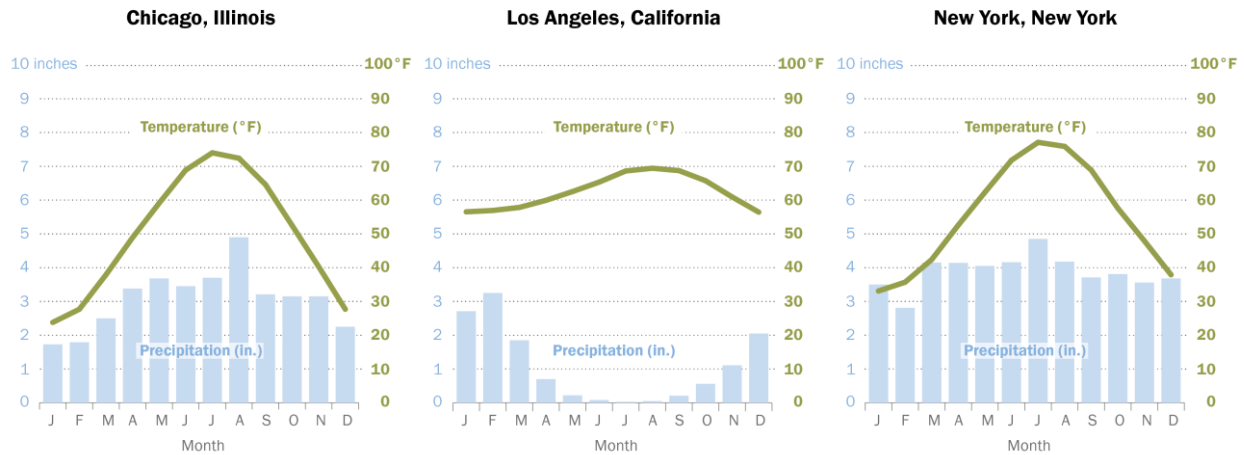 Chicago, Illinois
10 inches 100°F
9 90
8 80
Temperature (°F)
7 70
6 60
5 50
4 40
3 30
2 20
Precipitation (in.)
1 10
0 0
J F M A M J J A S O N D
Month
Los Angeles, California
10 inches 100°F
9 90
8 80
Temperature (°F)
7 70
6 60
5 50
4 40
3 30
2 20
Precipitation (in.)
1 10
0 0
J F M A M J J A S O N D
Month
New York, New York
10 inches 100°F
9 90
8 80
Temperature (°F)
7 70
6 60
5 50
4 40
3 30
2 20
Precipitation (in.)
1 10
0 0
J F M A M J J A S O N D
Month